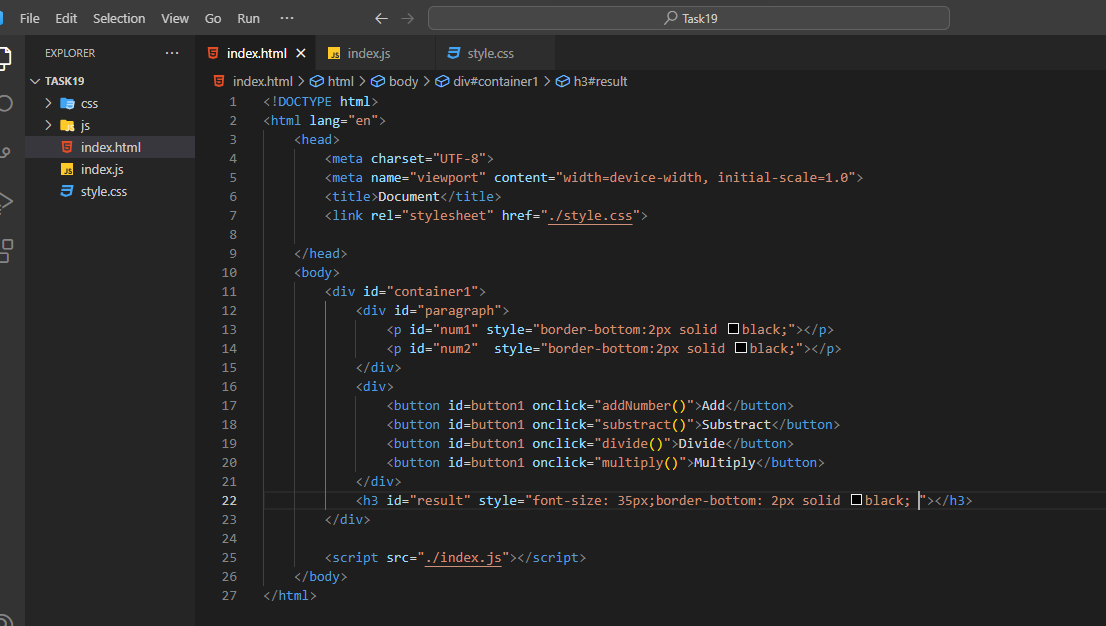 File Edit Selection View Go Run ··· ← → Task19
EXPLORER ···
TASK19
css
js
index.html
index.js
style.css
index.html × index.js style.css
index.html > html > body > div#container1 > h3#result
1 <!DOCTYPE html>
2 <html lang="en">
3 <head>
4 <meta charset="UTF-8">
5 <meta name="viewport" content="width=device-width, initial-scale=1.0">
6 <title>Document</title>
7 <link rel="stylesheet" href="./style.css">
8
9 </head>
10 <body>
11 <div id="container1">
12 <div id="paragraph">
13 <p id="num1" style="border-bottom:2px solid black;"></p>
14 <p id="num2"  style="border-bottom:2px solid black;"></p>
15 </div>
16 <div>
17 <button id=button1 onclick="addNumber()">Add</button>
18 <button id=button1 onclick="substract()">Substract</button>
19 <button id=button1 onclick="divide()">Divide</button>
20 <button id=button1 onclick="multiply()">Multiply</button>
21 </div>
22 <h3 id="result" style="font-size: 35px;border-bottom: 2px solid black; "></h3>
23 </div>
24
25 <script src="./index.js"></script>
26 </body>
27 </html>